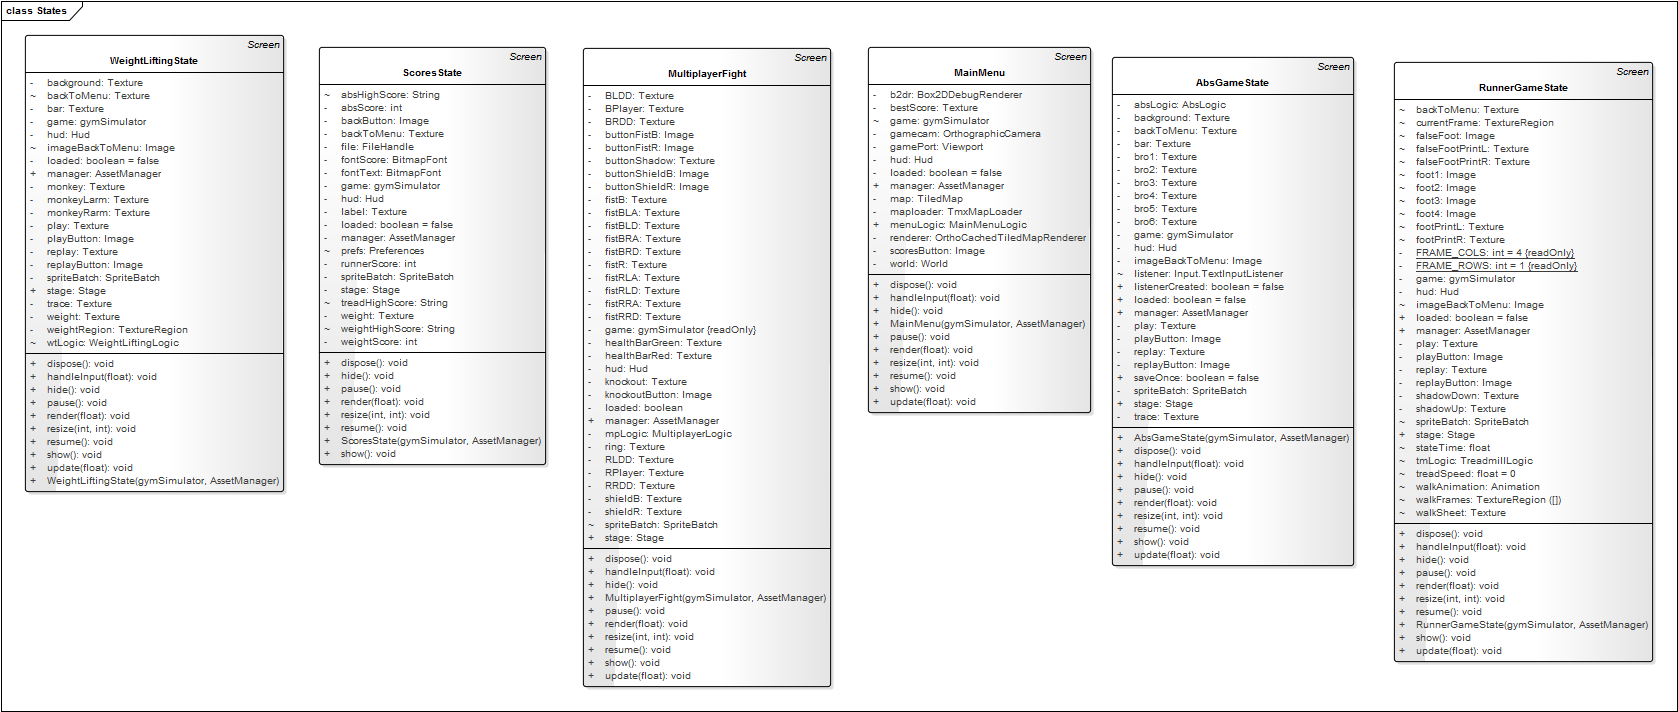 class States
Screen
WeightLiftingState
- background: Texture
~ backToMenu: Texture
- bar: Texture
- game: gymSimulator
- hud: Hud
~ imageBackToMenu: Image
- loaded: boolean = false
+ manager: AssetManager
- monkey: Texture
- monkeyLarm: Texture
- monkeyRarm: Texture
- play: Texture
- playButton: Image
- replay: Texture
- replayButton: Image
- spriteBatch: SpriteBatch
+ stage: Stage
- trace: Texture
- weight: Texture
- weightRegion: TextureRegion
~ wtLogic: WeightLiftingLogic
+ dispose(): void
+ handleInput(float): void
+ hide(): void
+ pause(): void
+ render(float): void
+ resize(int, int): void
+ resume(): void
+ show(): void
+ update(float): void
+ WeightLiftingState(gymSimulator, AssetManager)
Screen
ScoresState
~ absHighScore: String
- absScore: int
- backButton: Image
- backToMenu: Texture
- file: FileHandle
- fontScore: BitmapFont
- fontText: BitmapFont
- game: gymSimulator
- hud: Hud
- label: Texture
- loaded: boolean = false
- manager: AssetManager
~ prefs: Preferences
- runnerScore: int
- spriteBatch: SpriteBatch
- stage: Stage
~ treadHighScore: String
- weight: Texture
~ weightHighScore: String
- weightScore: int
+ dispose(): void
+ hide(): void
+ pause(): void
+ render(float): void
+ resize(int, int): void
+ resume(): void
+ ScoresState(gymSimulator, AssetManager)
+ show(): void
Screen
MultiplayerFight
- BLDD: Texture
- BPlayer: Texture
- BRDD: Texture
- buttonFistB: Image
- buttonFistR: Image
- buttonShadow: Texture
- buttonShieldB: Image
- buttonShieldR: Image
- fistB: Texture
- fistBLA: Texture
- fistBLD: Texture
- fistBRA: Texture
- fistBRD: Texture
- fistR: Texture
- fistRLA: Texture
- fistRLD: Texture
- fistRRA: Texture
- fistRRD: Texture
- game: gymSimulator {readOnly}
- healthBarGreen: Texture
- healthBarRed: Texture
- hud: Hud
- knockout: Texture
- knockoutButton: Image
- loaded: boolean
+ manager: AssetManager
- mpLogic: MultiplayerLogic
- ring: Texture
- RLDD: Texture
- RPlayer: Texture
- RRDD: Texture
- shieldB: Texture
- shieldR: Texture
~ spriteBatch: SpriteBatch
+ stage: Stage
+ dispose(): void
+ handleInput(float): void
+ hide(): void
+ MultiplayerFight(gymSimulator, AssetManager)
+ pause(): void
+ render(float): void
+ resize(int, int): void
+ resume(): void
+ show(): void
+ update(float): void
Screen
MainMenu
- b2dr: Box2DDebugRenderer
- bestScore: Texture
~ game: gymSimulator
- gamecam: OrthographicCamera
- gamePort: Viewport
- hud: Hud
- loaded: boolean = false
+ manager: AssetManager
- map: TiledMap
- maploader: TmxMapLoader
+ menuLogic: MainMenuLogic
- renderer: OrthoCachedTiledMapRenderer
- scoresButton: Image
- world: World
+ dispose(): void
+ handleInput(float): void
+ hide(): void
+ MainMenu(gymSimulator, AssetManager)
+ pause(): void
+ render(float): void
+ resize(int, int): void
+ resume(): void
+ show(): void
+ update(float): void
Screen
AbsGameState
- absLogic: AbsLogic
- background: Texture
- backToMenu: Texture
- bar: Texture
- bro1: Texture
- bro2: Texture
- bro3: Texture
- bro4: Texture
- bro5: Texture
- bro6: Texture
- game: gymSimulator
- hud: Hud
- imageBackToMenu: Image
~ listener: Input.TextInputListener
+ listenerCreated: boolean = false
+ loaded: boolean = false
+ manager: AssetManager
- play: Texture
- playButton: Image
- replay: Texture
- replayButton: Image
+ saveOnce: boolean = false
- spriteBatch: SpriteBatch
+ stage: Stage
- trace: Texture
+ AbsGameState(gymSimulator, AssetManager)
+ dispose(): void
+ handleInput(float): void
+ hide(): void
+ pause(): void
+ render(float): void
+ resize(int, int): void
+ resume(): void
+ show(): void
+ update(float): void
Screen
RunnerGameState
~ backToMenu: Texture
~ currentFrame: TextureRegion
~ falseFoot: Image
~ falseFootPrintL: Texture
~ falseFootPrintR: Texture
~ foot1: Image
~ foot2: Image
~ foot3: Image
~ foot4: Image
~ footPrintL: Texture
~ footPrintR: Texture
- FRAME_COLS: int = 4 {readOnly}
- FRAME_ROWS: int = 1 {readOnly}
- game: gymSimulator
- hud: Hud
~ imageBackToMenu: Image
+ loaded: boolean = false
+ manager: AssetManager
- play: Texture
- playButton: Image
- replay: Texture
- replayButton: Image
- shadowDown: Texture
- shadowUp: Texture
~ spriteBatch: SpriteBatch
+ stage: Stage
~ stateTime: float
~ tmLogic: TreadmillLogic
~ treadSpeed: float = 0
~ walkAnimation: Animation
~ walkFrames: TextureRegion ([])
~ walkSheet: Texture
+ dispose(): void
+ handleInput(float): void
+ hide(): void
+ pause(): void
+ render(float): void
+ resize(int, int): void
+ resume(): void
+ RunnerGameState(gymSimulator, AssetManager)
+ show(): void
+ update(float): void